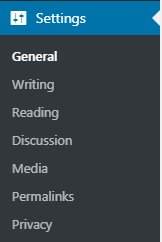 Settings
General
Writing
Reading
Discussion
Media
Permalinks
Privacy